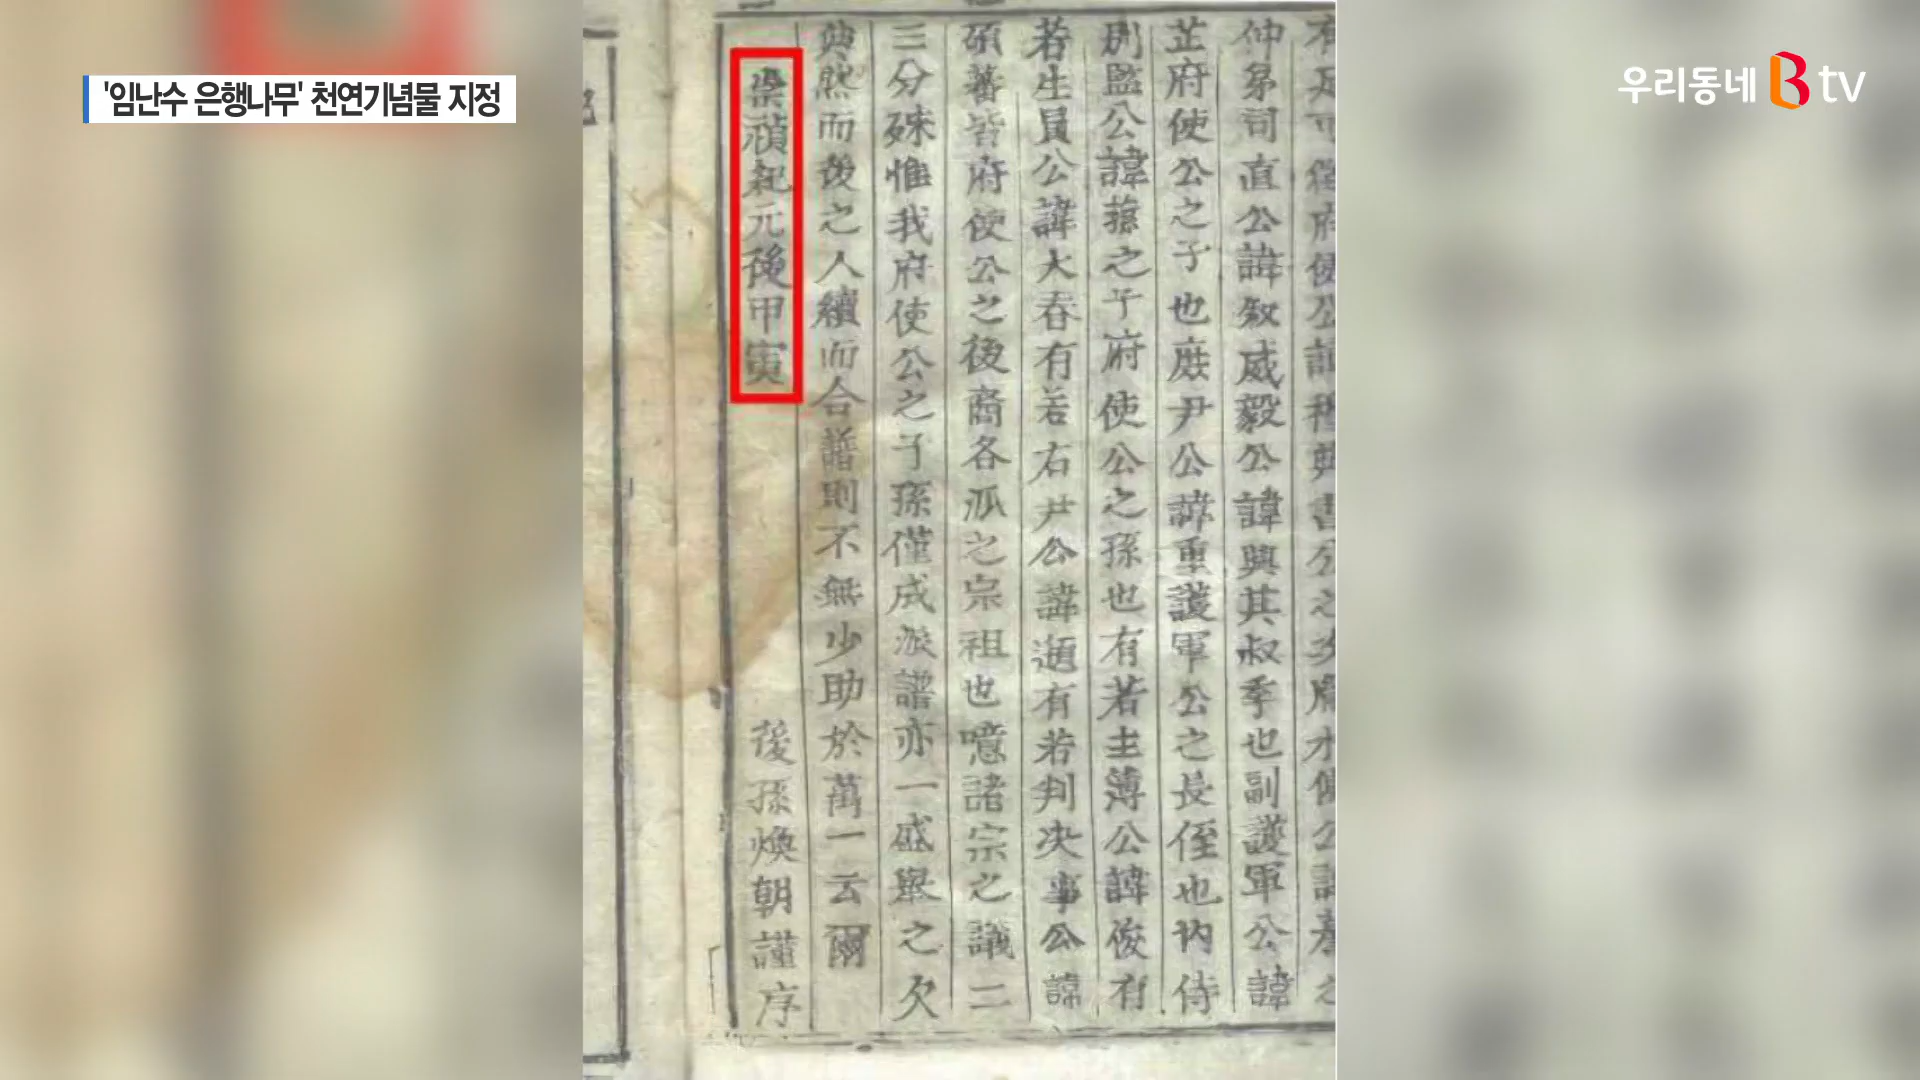 '임난수 은행나무' 천연기념물 지정
우리동네 B tv
仲弟司直公諱叙威毅公諱興其叔季也副護軍公諱
芷府使公之子也庶尹公諱重護軍公之長侄也內侍
別監公諱蓀之子府使公之孫也有若主薄公諱俊有
若生員公諱大春有若右尹公諱 有若判决事公諱
碩蕃皆府使公之後裔各派之宗祖也噫諸宗之議二
三分殊惟我府使公之子孫僅成派譜亦一盛擧之欠
典然而後之人續而合譜則不無少助於萬一云爾
崇禎紀元後甲寅 後孫煥朝謹序